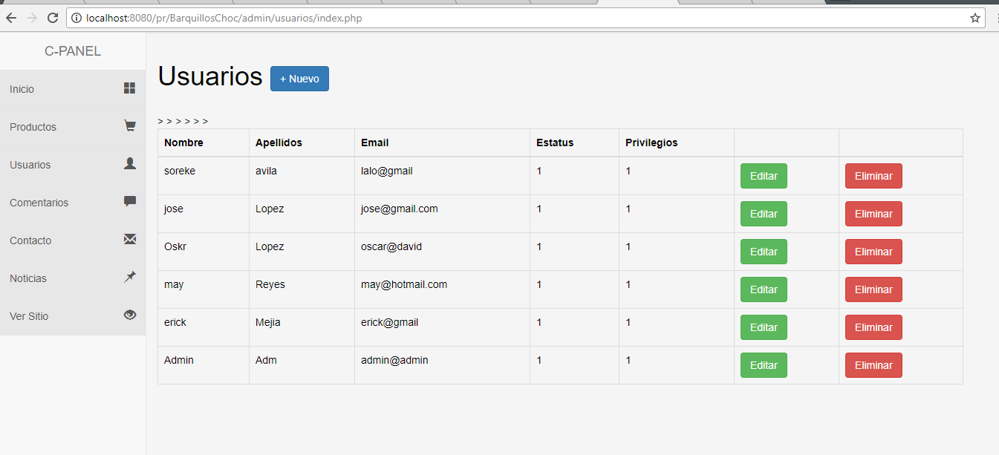 localhost:8080/pr/BarquillosChoc/admin/usuarios/index.php
C-PANEL
Inicio
Productos
Usuarios
Comentarios
Contacto
Noticias
Ver Sitio
Usuarios + Nuevo
> > > > > >
Nombre Apellidos Email Estatus Privilegios
soreke avila lalo@gmail 1 1 Editar Eliminar
jose Lopez jose@gmail.com 1 1 Editar Eliminar
Oskr Lopez oscar@david 1 1 Editar Eliminar
may Reyes may@hotmail.com 1 1 Editar Eliminar
erick Mejia erick@gmail 1 1 Editar Eliminar
Admin Adm admin@admin 1 1 Editar Eliminar